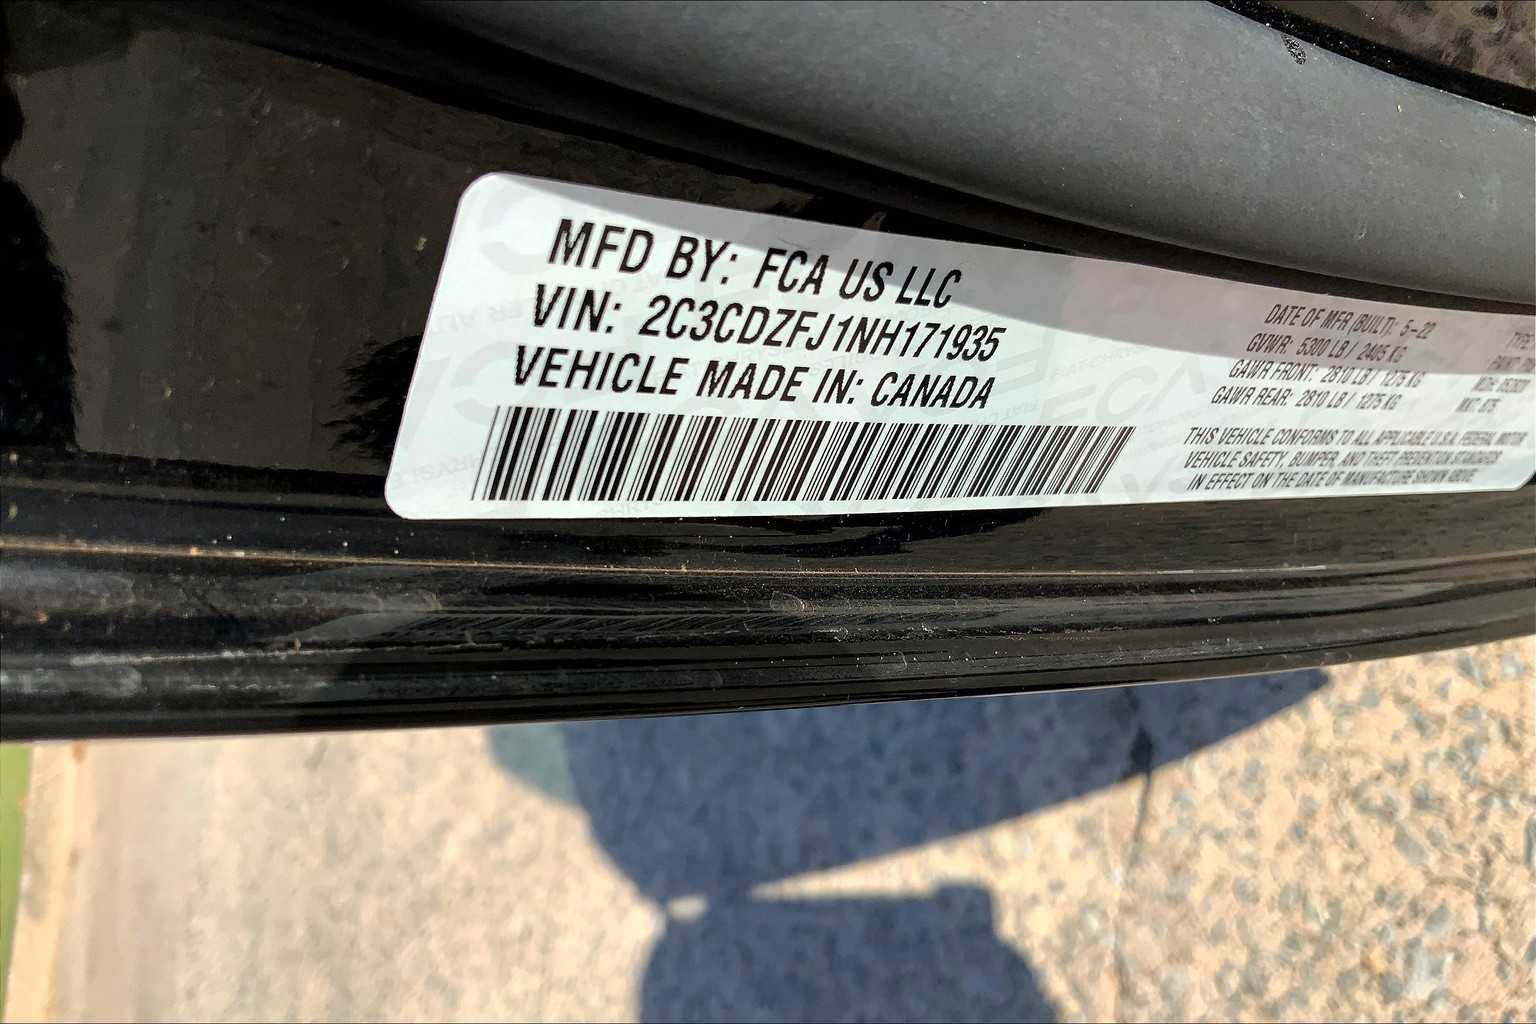 MFD BY: FCA US LLC
VIN: 2C3CDZFJ1NH171935
VEHICLE MADE IN: CANADA
DATE OF MFR (BUILT): 5-22
GVWR: 5300 LB / 2405 KG
GAWR FRONT: 2810 LB / 1275 KG
GAWR REAR: 2810 LB / 1275 KG
THIS VEHICLE CONFORMS TO ALL APPLICABLE U.S.A. FEDERAL MOTOR
VEHICLE SAFETY, BUMPER, AND THEFT PREVENTION STANDARDS
IN EFFECT ON THE DATE OF MANUFACTURE SHOWN ABOVE.
TYPE:
PAINT:
MDH: